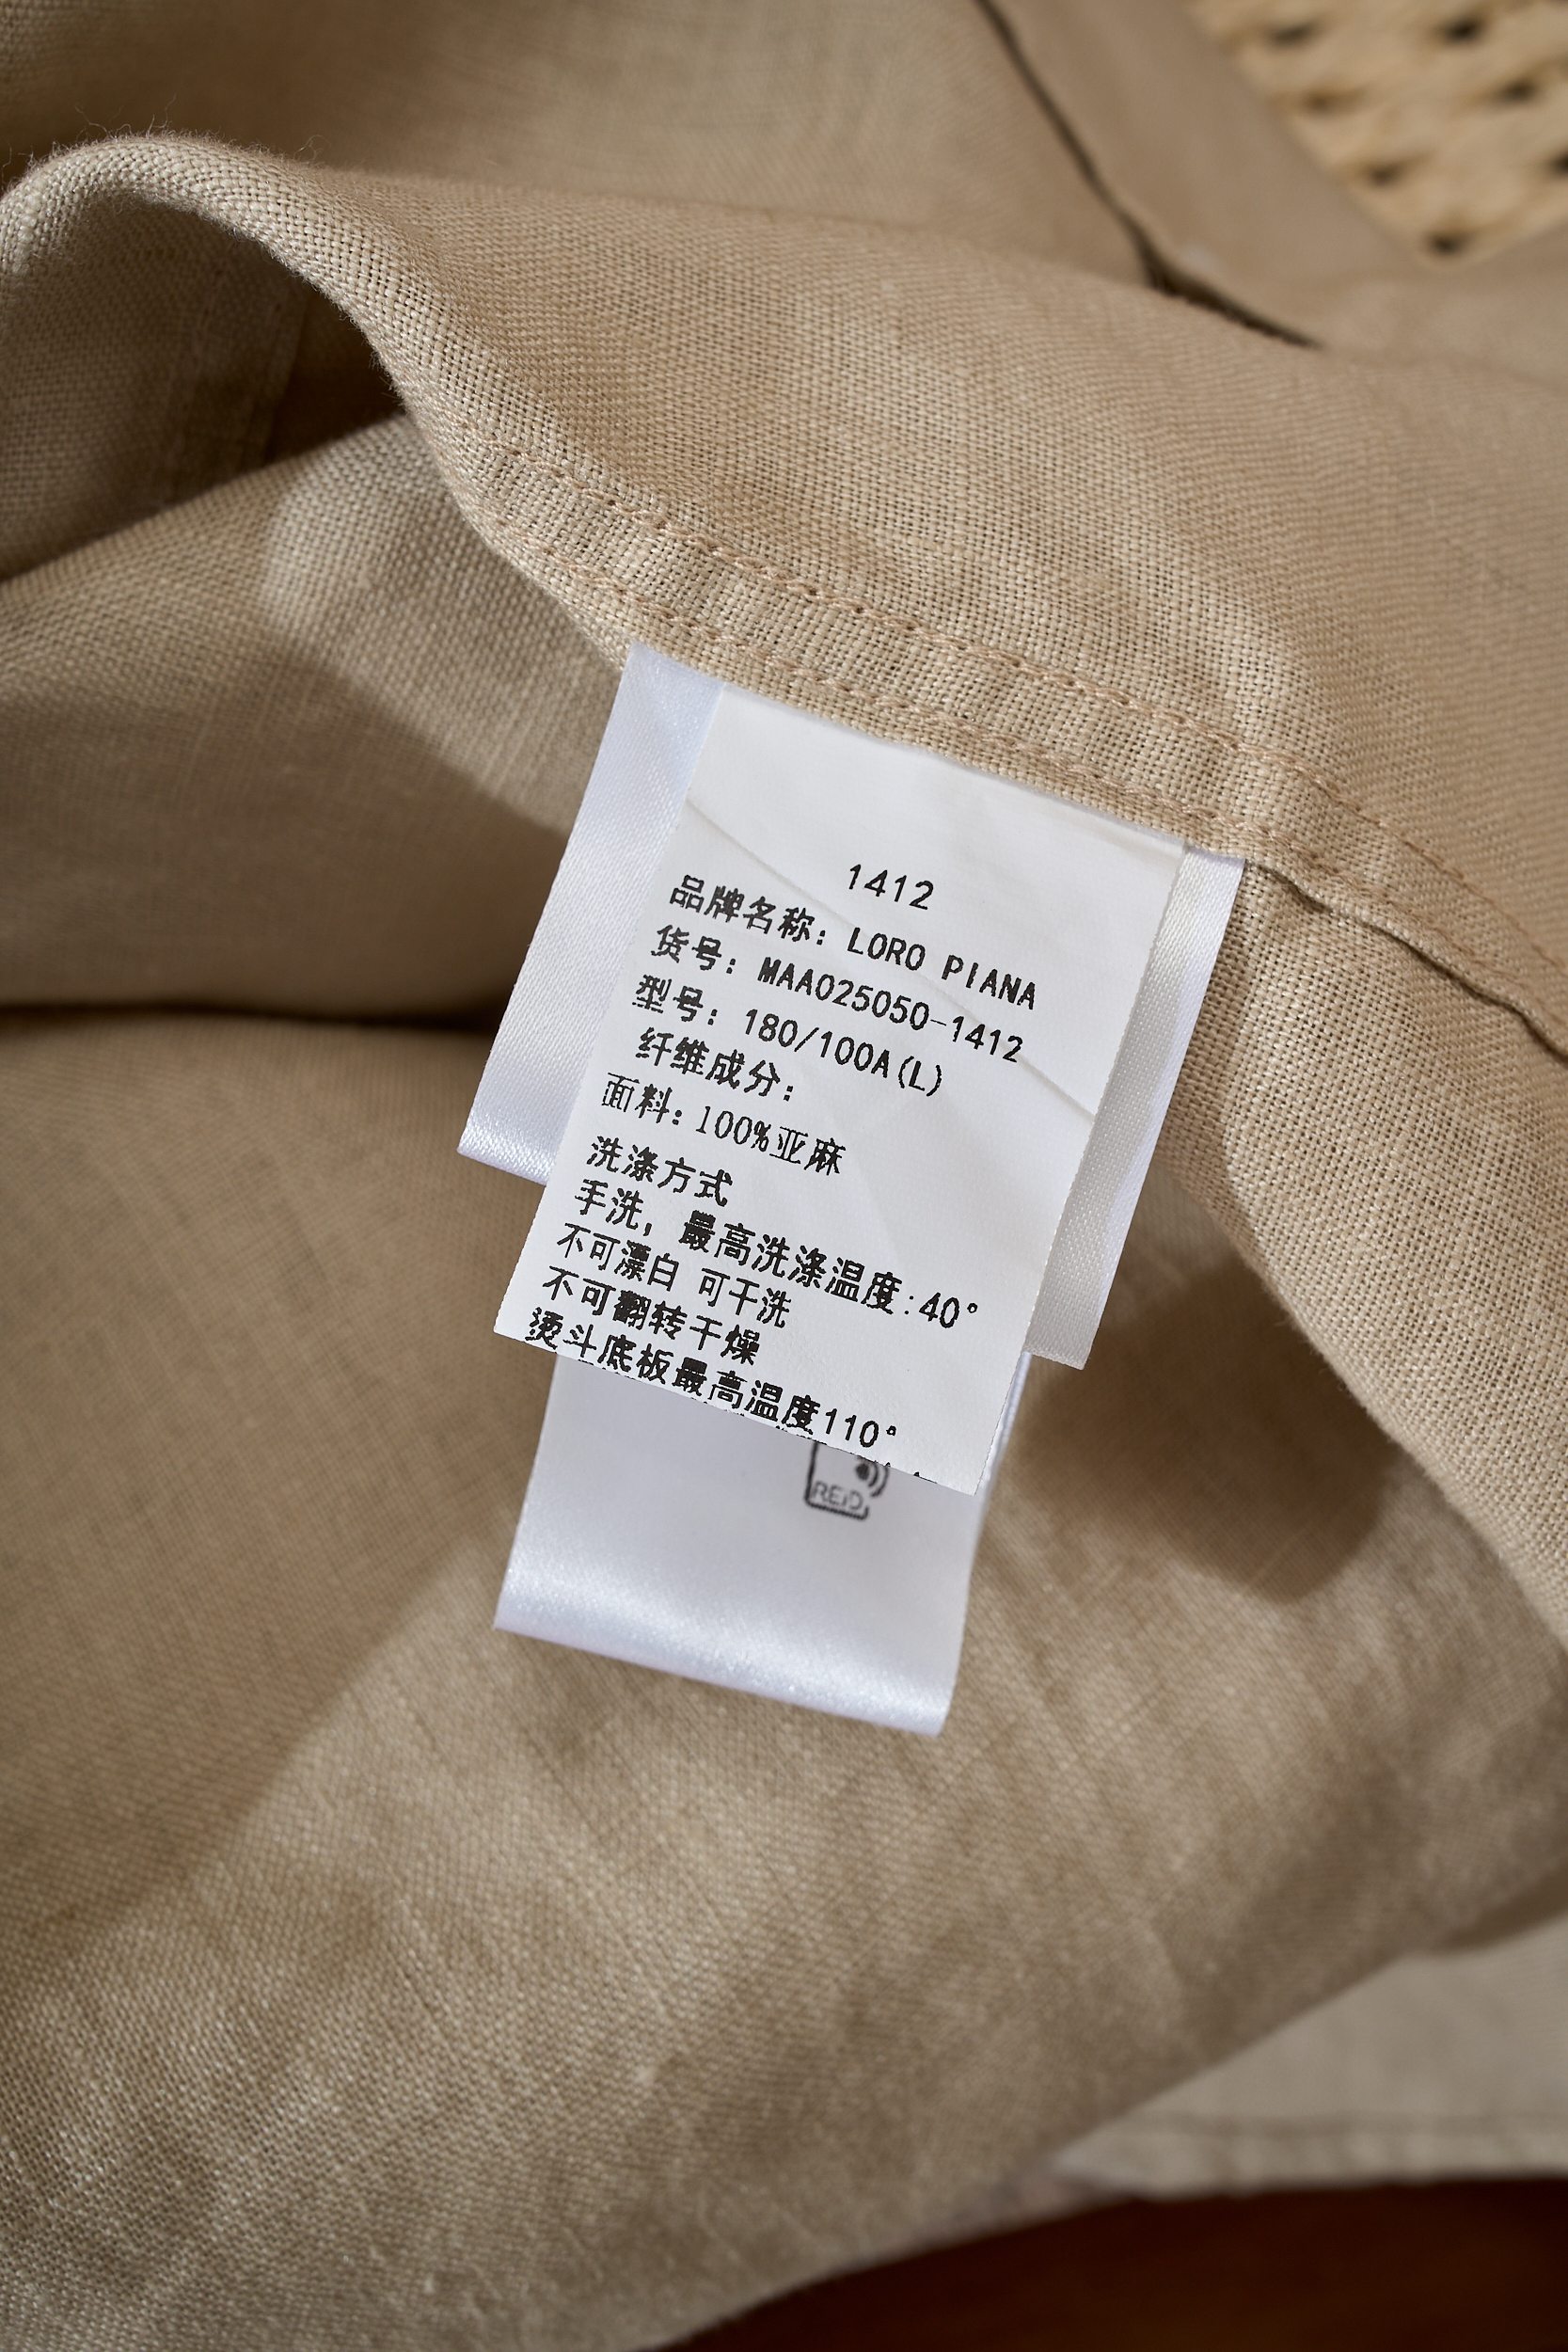 1412
品牌名称: LORO PIANA
货号: MAA025050-1412
型号: 180/100A(L)
纤维成分:
面料: 100%亚麻
洗涤方式
手洗, 最高洗涤温度:40°
不可漂白 可干洗
不可翻转干燥
烫斗底板最高温度110°
RFID